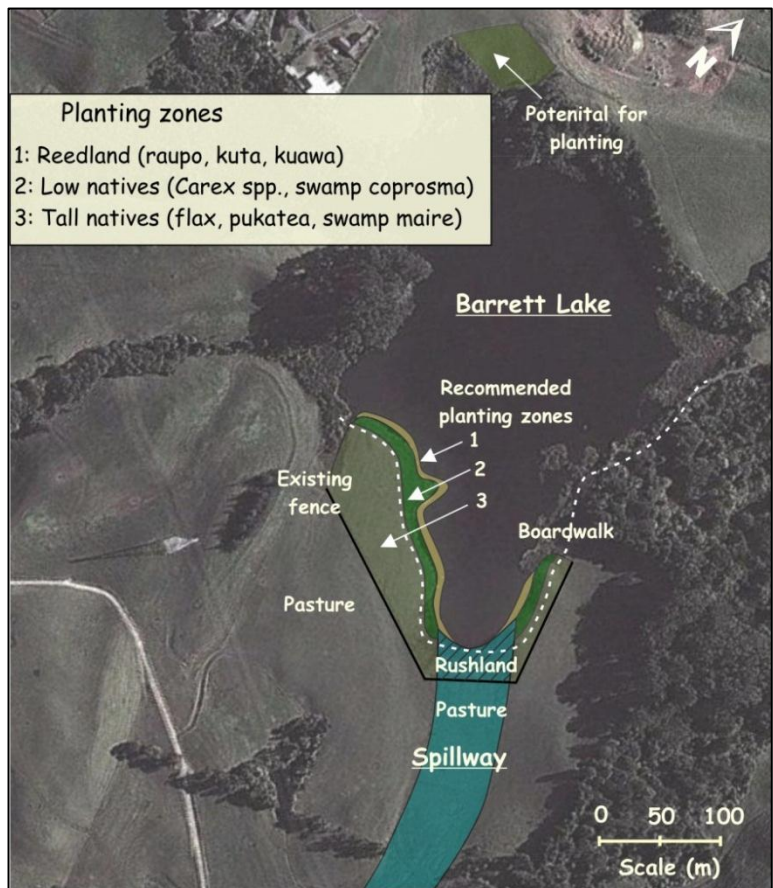 N
Potenital for
planting
Planting zones
1: Reedland (raupo, kuta, kuawa)
2: Low natives (Carex spp., swamp coprosma)
3: Tall natives (flax, pukatea, swamp maire)
Barrett Lake
Recommended
planting zones
1
2
3
Existing
fence
Boardwalk
Pasture
Rushland
Pasture
Spillway
0 50 100
Scale (m)